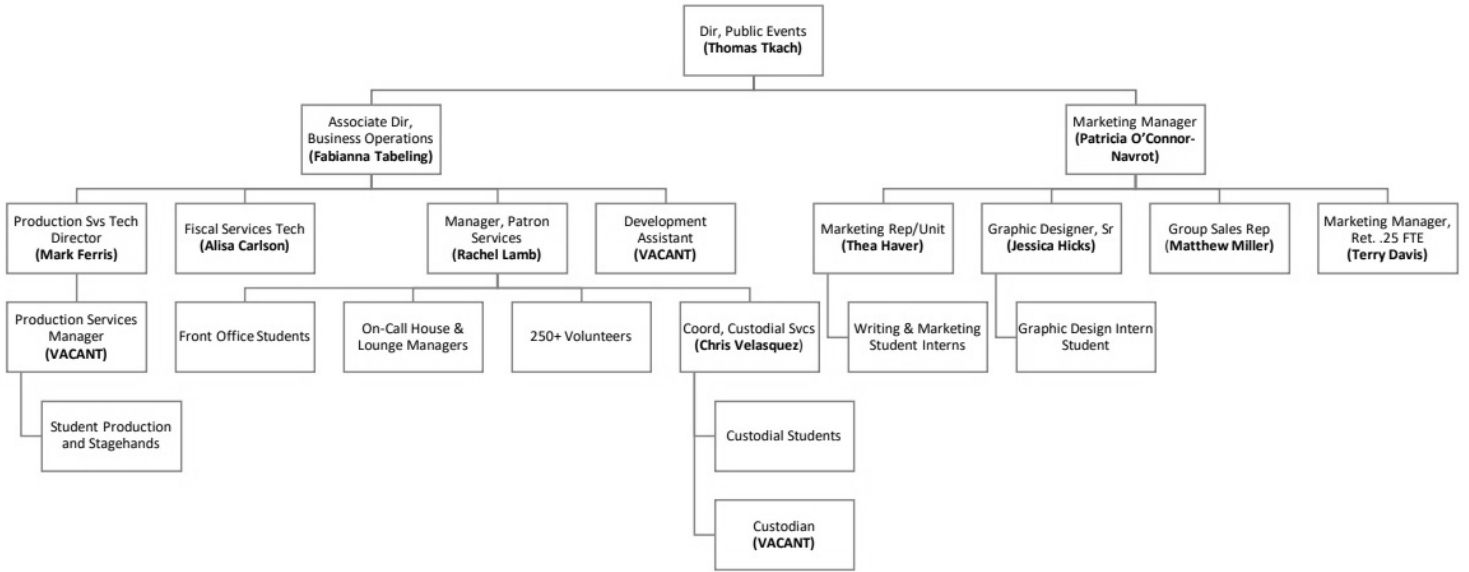 Dir, Public Events
(Thomas Tkach)
Associate Dir,
Business Operations
(Fabianna Tabeling)
Marketing Manager
(Patricia O'Connor-
Navrot)
Production Svs Tech
Director
(Mark Ferris)
Fiscal Services Tech
(Alisa Carlson)
Manager, Patron
Services
(Rachel Lamb)
Development
Assistant
(VACANT)
Marketing Rep/Unit
(Thea Haver)
Graphic Designer, Sr
(Jessica Hicks)
Group Sales Rep
(Matthew Miller)
Marketing Manager,
Ret. .25 FTE
(Terry Davis)
Production Services
Manager
(VACANT)
Front Office Students
On-Call House &
Lounge Managers
250+ Volunteers
Coord, Custodial Svcs
(Chris Velasquez)
Writing & Marketing
Student Interns
Graphic Design Intern
Student
Student Production
and Stagehands
Custodial Students
Custodian
(VACANT)